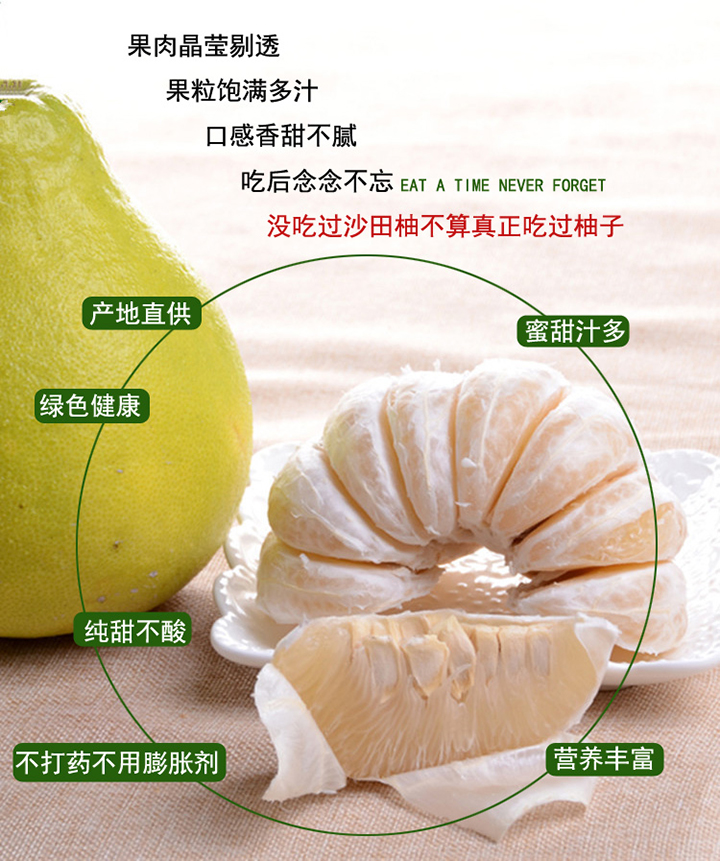 果肉晶莹剔透
果粒饱满多汁
口感香甜不腻
吃后念念不忘 EAT A TIME NEVER FORGET
没吃过沙田柚不算真正吃过柚子
产地直供
蜜甜汁多
绿色健康
纯甜不酸
不打药不用膨胀剂
营养丰富